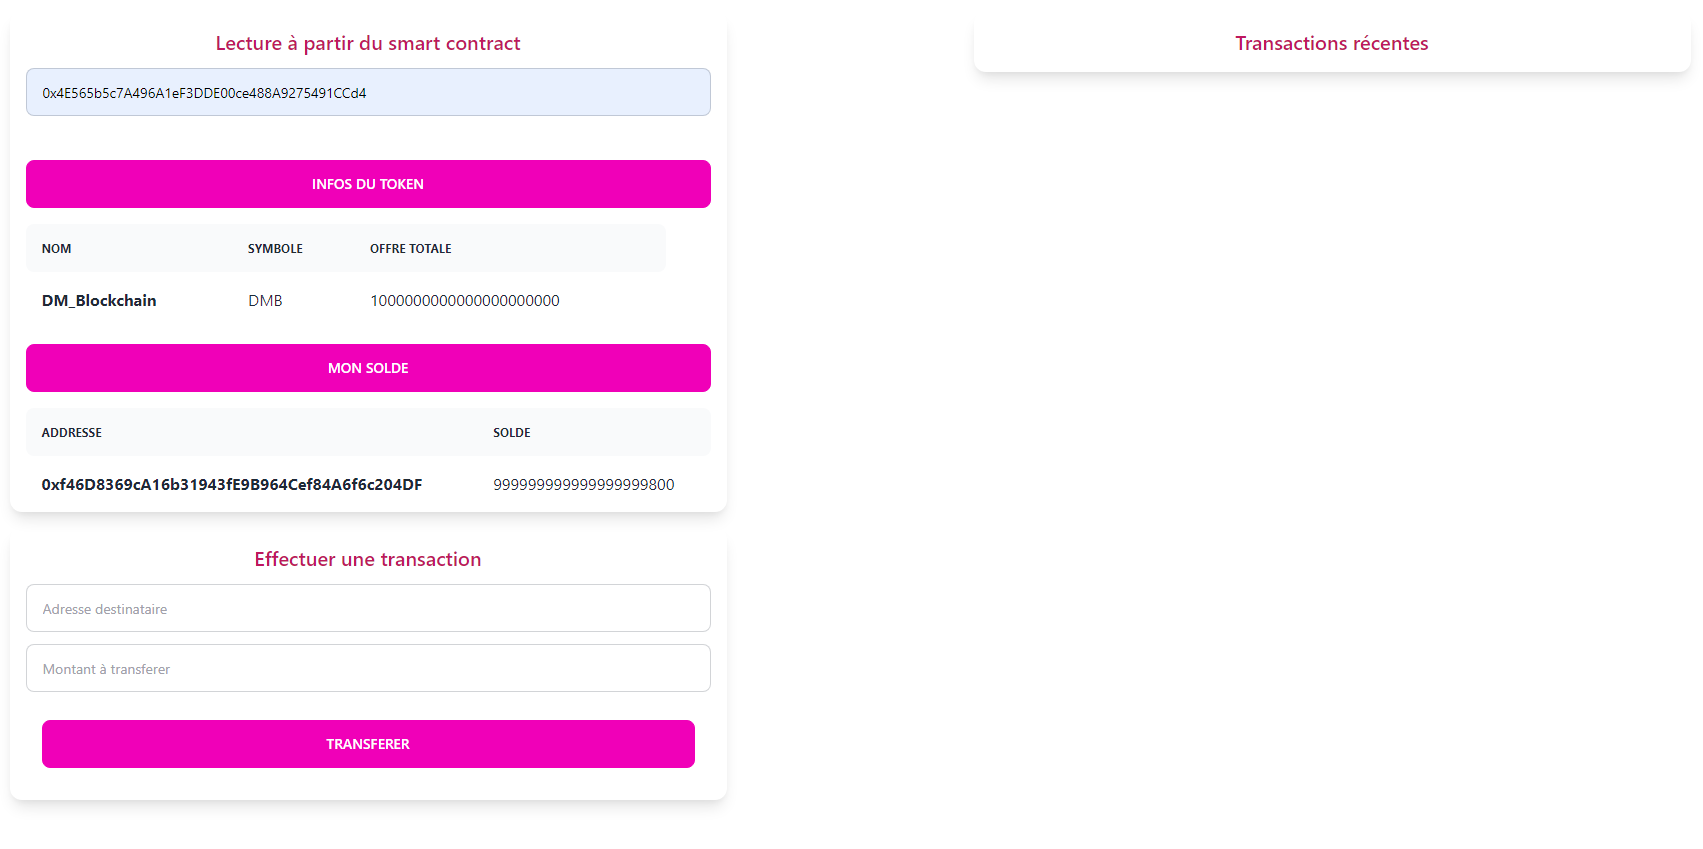 Lecture à partir du smart contract
0x4E565b5c7A496A1eF3DDE00ce488A9275491CCd4
INFOS DU TOKEN
NOM SYMBOLE OFFRE TOTALE
DM_Blockchain DMB 1000000000000000000000
MON SOLDE
ADDRESSE SOLDE
0xf46D8369cA16b31943fE9B964Cef84A6f6c204DF 999999999999999999800
Effectuer une transaction
Adresse destinataire
Montant à transferer
TRANSFERER
Transactions récentes